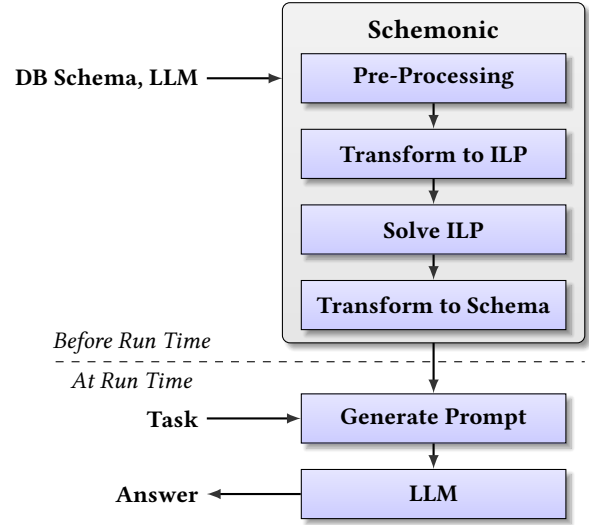 Schemonic
DB Schema, LLM
Pre-Processing
Transform to ILP
Solve ILP
Transform to Schema
Before Run Time
At Run Time
Task
Generate Prompt
Answer
LLM